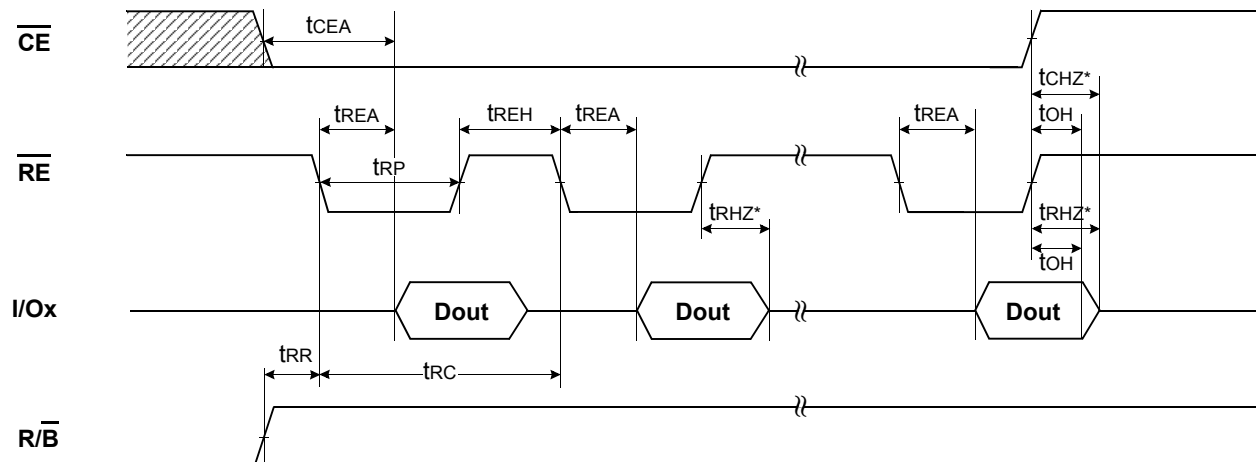 CE
tCEA
tCHZ*
tREA
tREH
tREA
tREA
tOH
RE
tRP
tRHZ*
tRHZ*
tOH
I/Ox
Dout
Dout
Dout
tRR
tRC
R/B